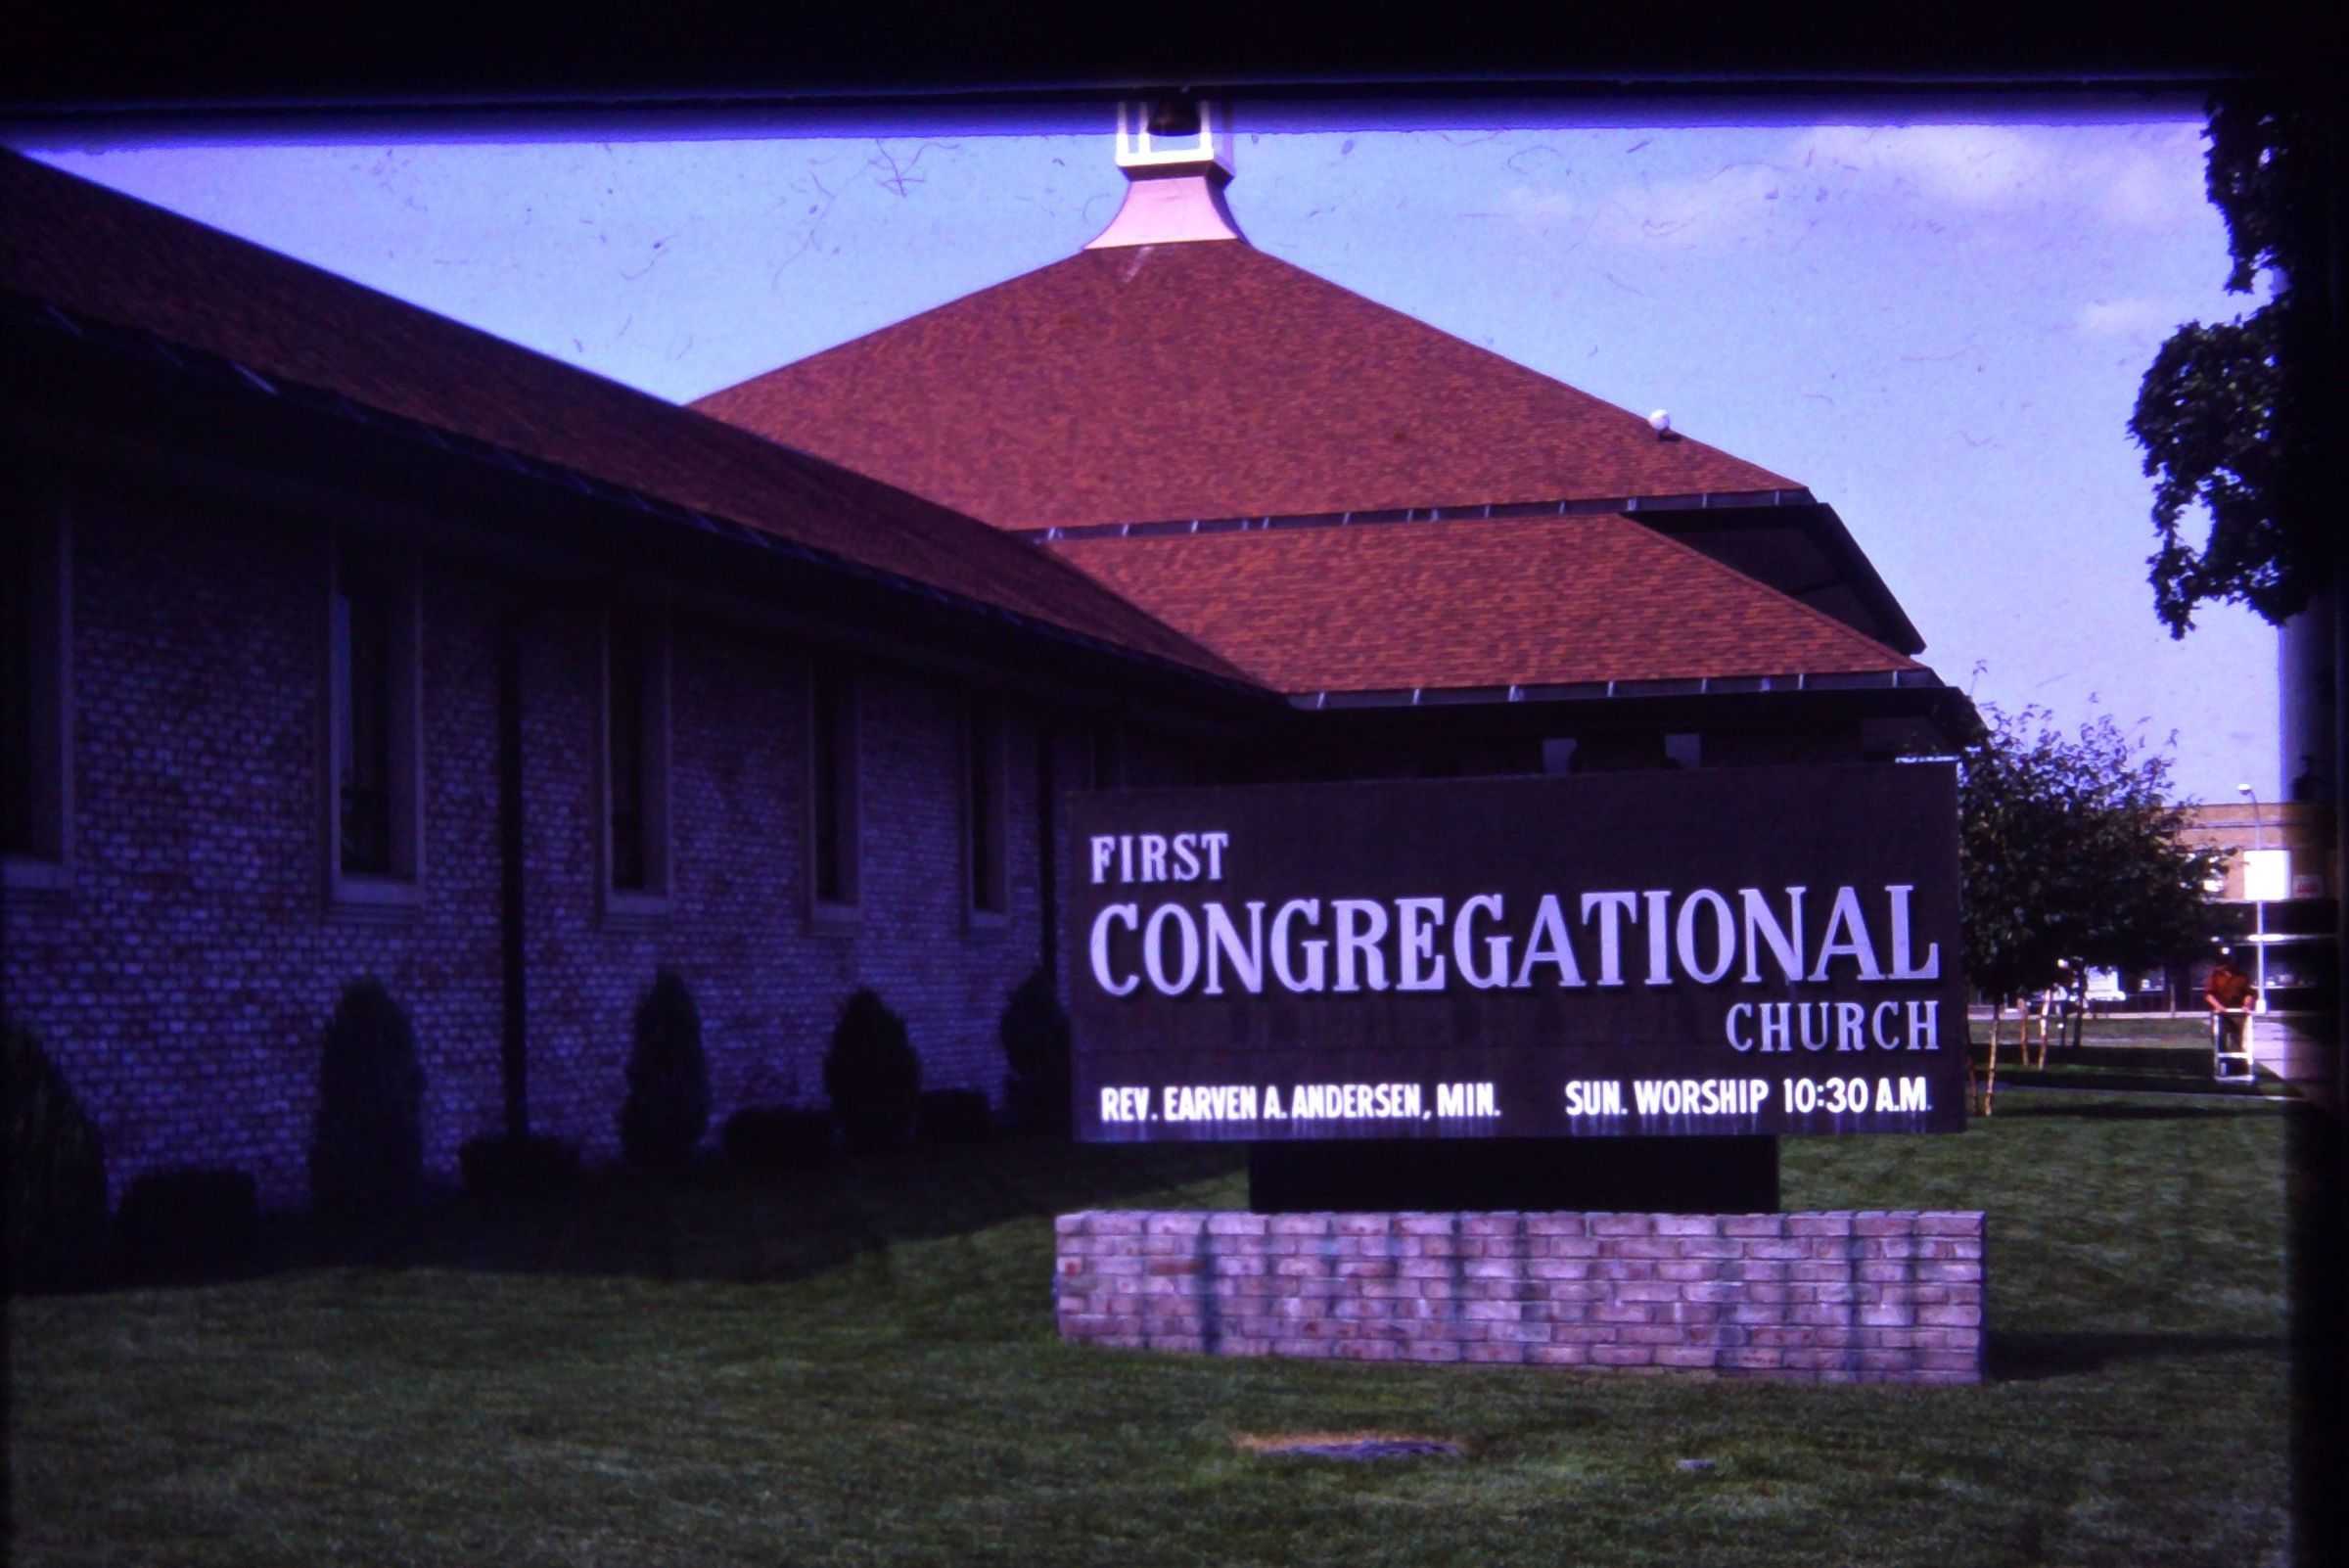 FIRST
CONGREGATIONAL
CHURCH
REV. EARVEN A. ANDERSEN, MIN. SUN. WORSHIP 10:30 A.M.